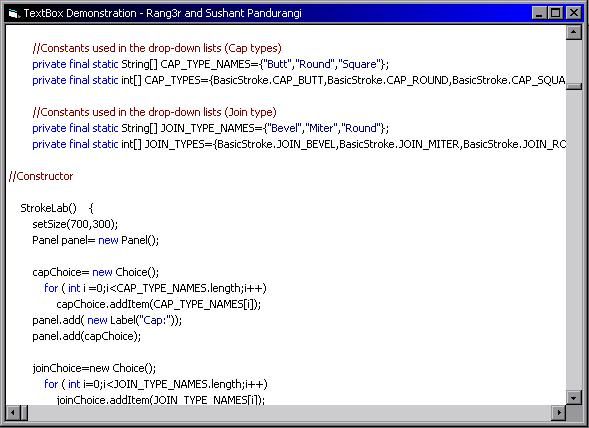 TextBox Demonstration - Rang3r and Sushant Pandurangi
//Constants used in the drop-down lists (Cap types)
private final static String[] CAP_TYPE_NAMES={"Butt","Round","Square"};
private final static int[] CAP_TYPES={BasicStroke.CAP_BUTT,BasicStroke.CAP_ROUND,BasicStroke.CAP_SQUA
//Constants used in the drop-down lists (Join type)
private final static String[] JOIN_TYPE_NAMES={"Bevel","Miter","Round"};
private final static int[] JOIN_TYPES={BasicStroke.JOIN_BEVEL,BasicStroke.JOIN_MITER,BasicStroke.JOIN_RO
//Constructor
StrokeLab()    {
setSize(700,300);
Panel panel= new Panel();
capChoice= new Choice();
for ( int i =0;i<CAP_TYPE_NAMES.length;i++)
capChoice.addItem(CAP_TYPE_NAMES[i]);
panel.add( new Label("Cap:"));
panel.add(capChoice);
joinChoice=new Choice();
for ( int i=0;i<JOIN_TYPE_NAMES.length;i++)
joinChoice.addItem(JOIN_TYPE_NAMES[i]);